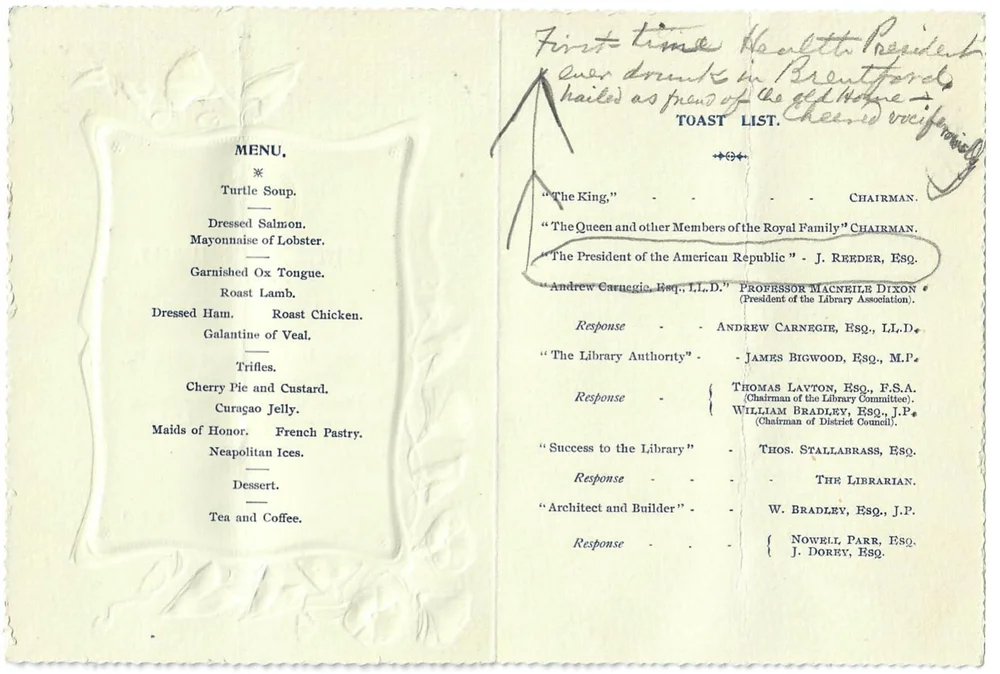 MENU.
Turtle Soup.
Dressed Salmon.
Mayonnaise of Lobster.
Garnished Ox Tongue.
Roast Lamb.
Dressed Ham. Roast Chicken.
Galantine of Veal.
Trifles.
Cherry Pie and Custard.
Curaçao Jelly.
Maids of Honor. French Pastry.
Neapolitan Ices.
Dessert.
Tea and Coffee.
First time Health President
ever drunk in Brentford
hailed as friend of the old Home –
Cheered vociferously
TOAST LIST.
"The King," - - - - CHAIRMAN.
"The Queen and other Members of the Royal Family" CHAIRMAN.
"The President of the American Republic" - J. REEDER, ESQ.
"Andrew Carnegie, Esq., LL.D." PROFESSOR MACNEILE DIXON
(President of the Library Association).
Response - - ANDREW CARNEGIE, ESQ., LL.D.
"The Library Authority" - - JAMES BIGWOOD, ESQ., M.P.
Response - { THOMAS LAYTON, ESQ., F.S.A.
(Chairman of the Library Committee).
WILLIAM BRADLEY, ESQ., J.P.
(Chairman of District Council).
"Success to the Library" - THOS. STALLABRASS, ESQ.
Response - - - - THE LIBRARIAN.
"Architect and Builder" - - W. BRADLEY, ESQ., J.P.
Response - - - { NOWELL PARR, ESQ.
J. DOREY, ESQ.